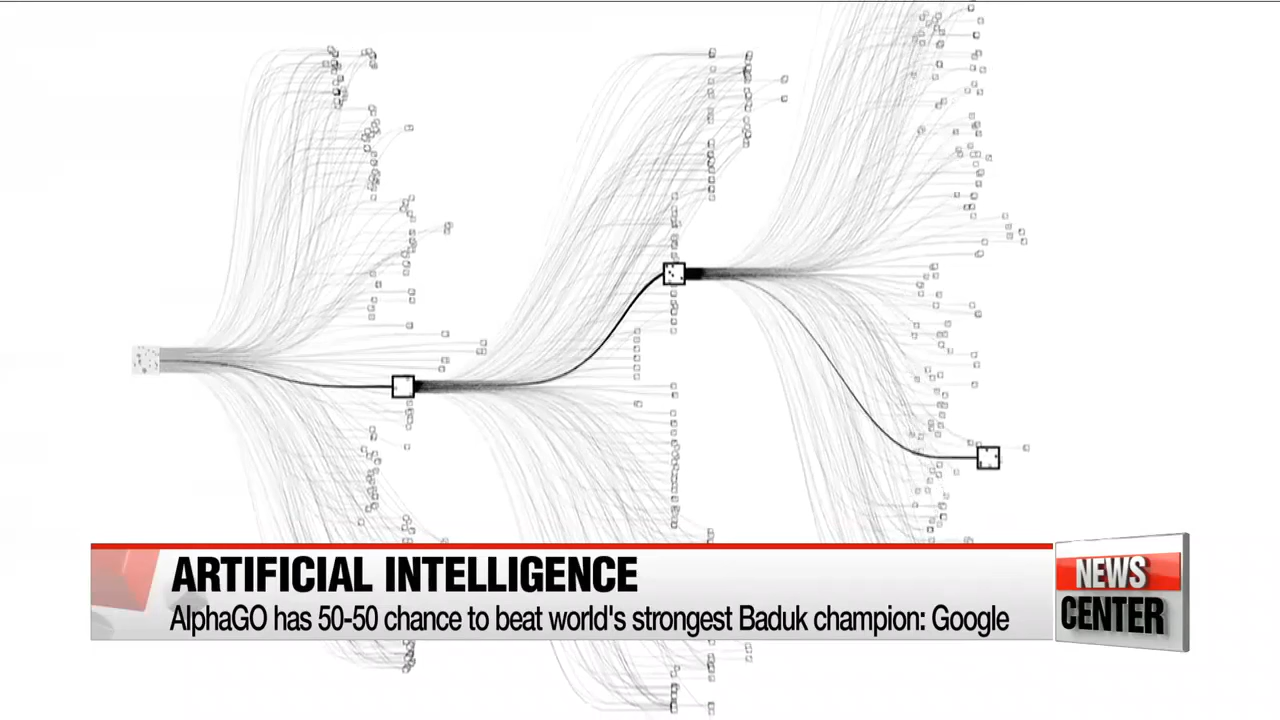 ARTIFICIAL INTELLIGENCE
AlphaGO has 50-50 chance to beat world's strongest Baduk champion: Google
NEWS
CENTER